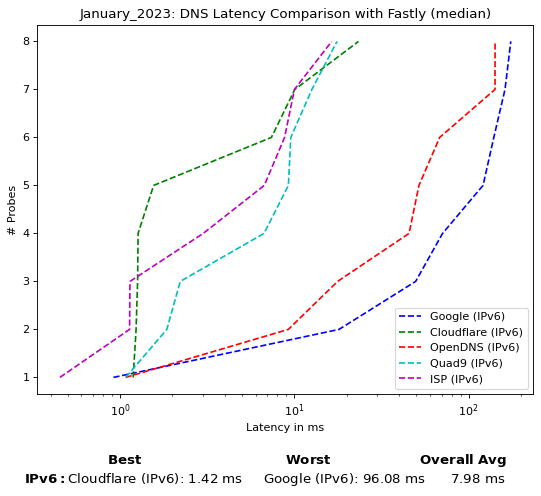 January_2023: DNS Latency Comparison with Fastly (median)
8
7
6
5
4
3
2
1
# Probes
Google (IPv6)
Cloudflare (IPv6)
OpenDNS (IPv6)
Quad9 (IPv6)
ISP (IPv6)
10⁰ 10¹ 10²
Latency in ms
Best Worst Overall Avg
IPv6: Cloudflare (IPv6): 1.42 ms Google (IPv6): 96.08 ms 7.98 ms